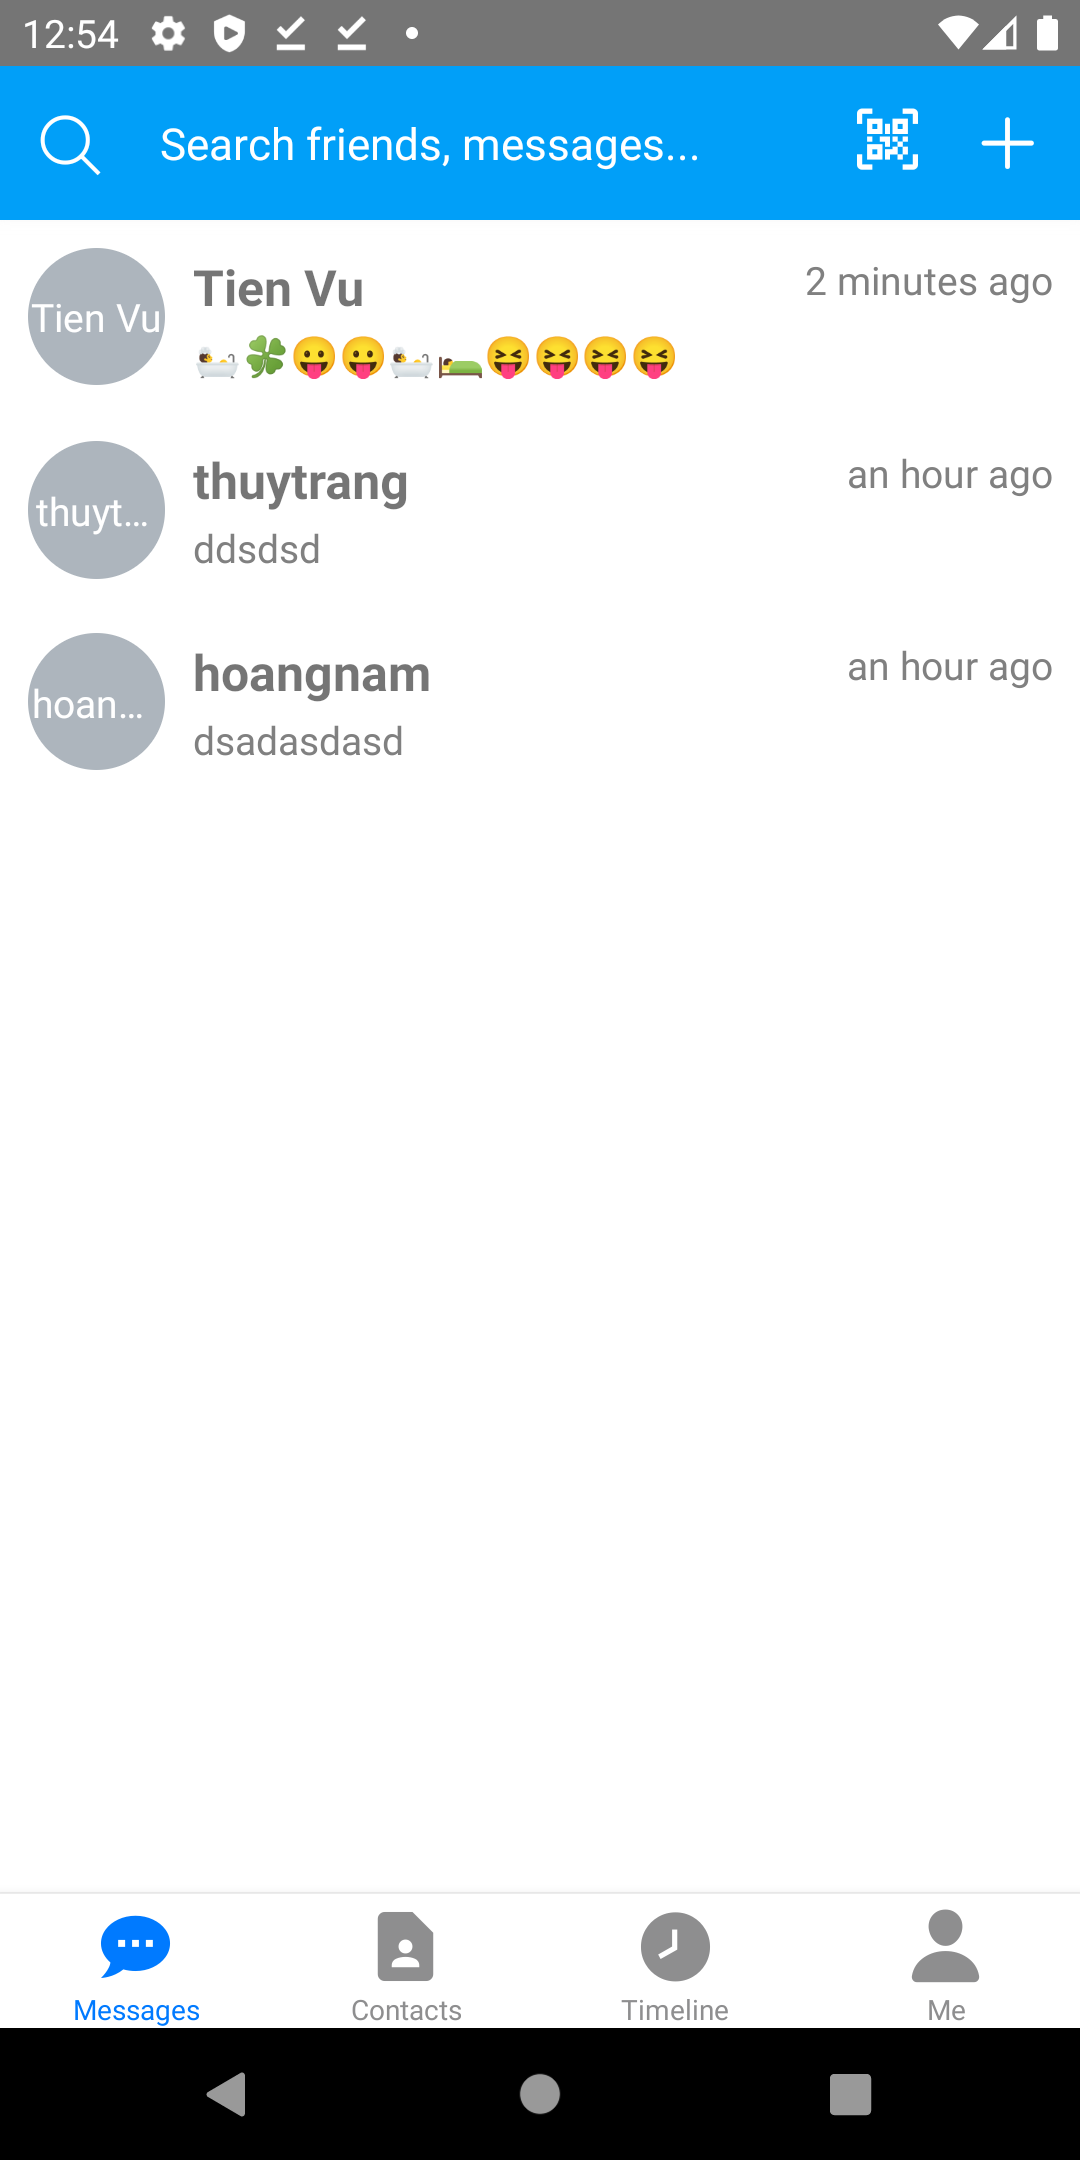 12:54
Search friends, messages...
Tien Vu
Tien Vu
2 minutes ago
🛀🍀😛😛🛀🛌😝😝😝😝
thuyt...
thuytrang
an hour ago
ddsdsd
hoan...
hoangnam
an hour ago
dsadasdasd
Messages
Contacts
Timeline
Me